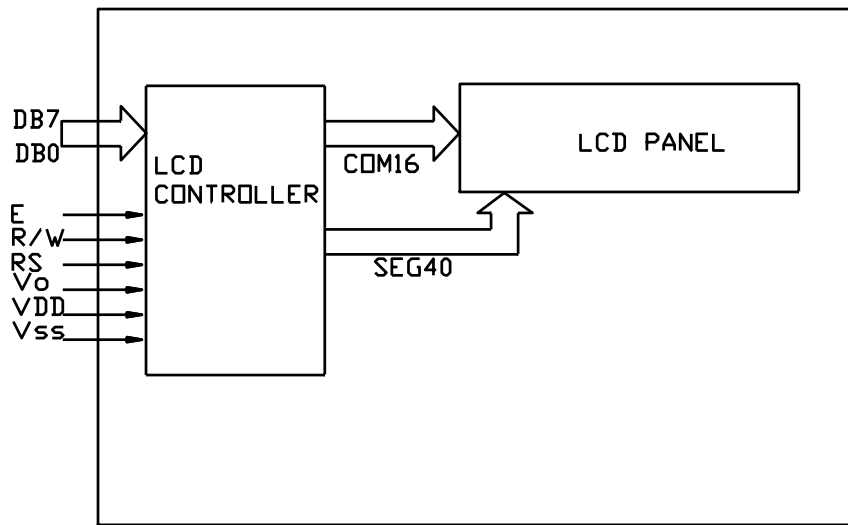 DB7
DB0
E
R/W
RS
Vo
VDD
Vss
LCD
CONTROLLER
COM16
SEG40
LCD PANEL